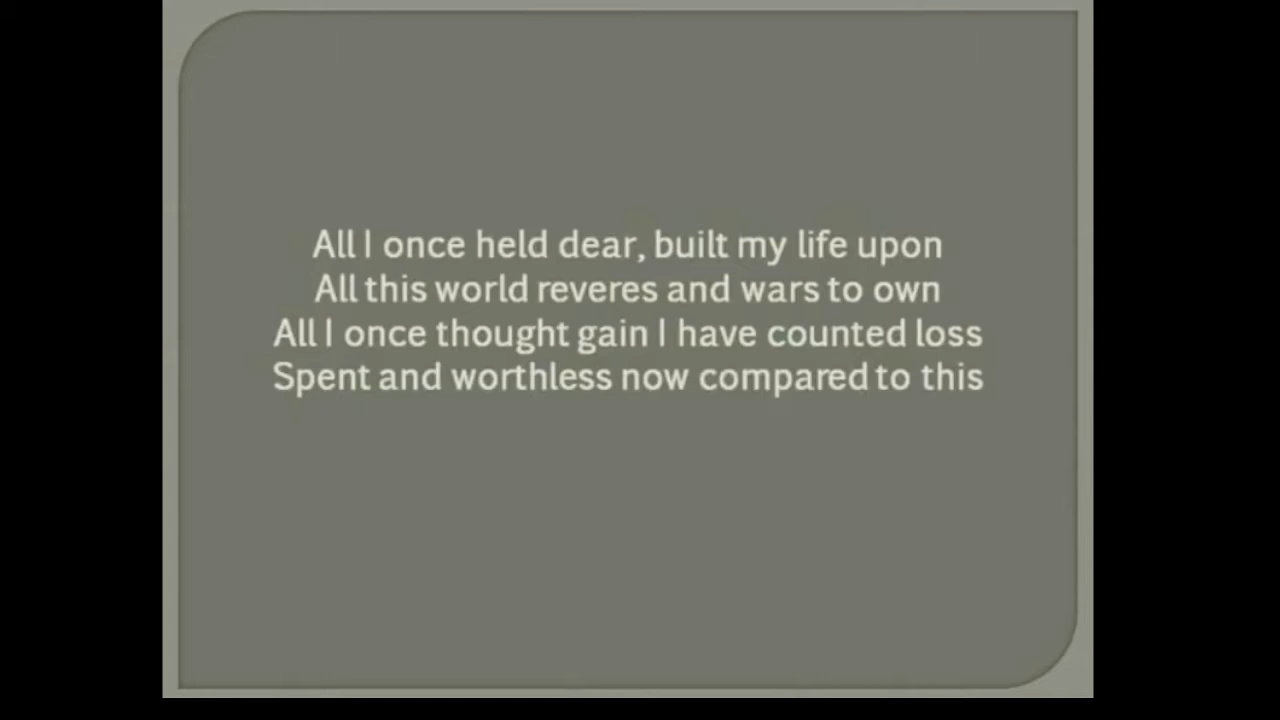 All I once held dear, built my life upon
All this world reveres and wars to own
All I once thought gain I have counted loss
Spent and worthless now compared to this